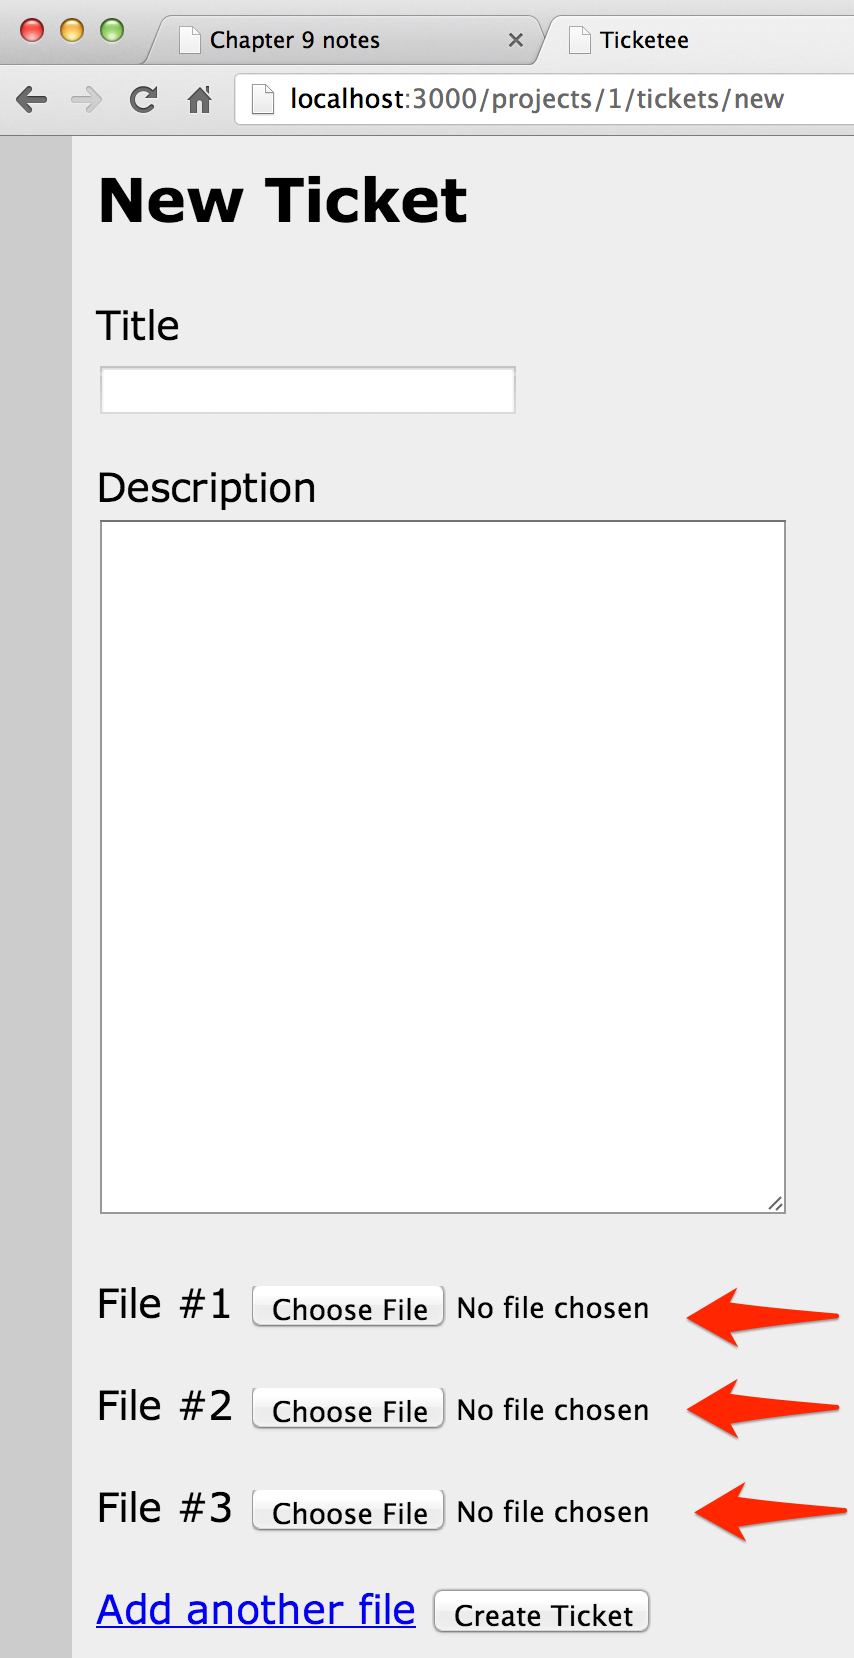 Chapter 9 notes
Ticketee
localhost:3000/projects/1/tickets/new
New Ticket
Title
Description
File #1 Choose File No file chosen
File #2 Choose File No file chosen
File #3 Choose File No file chosen
Add another file Create Ticket